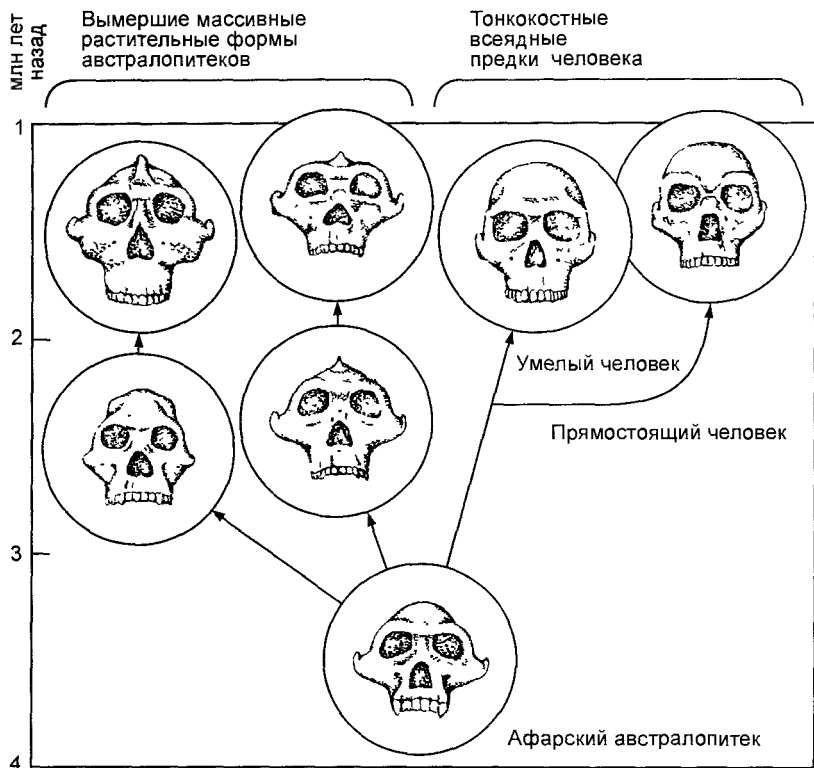 млн лет
назад
Вымершие массивные
растительные формы
австралопитеков
Тонкокостные
всеядные
предки человека
1
2
Умелый человек
Прямостоящий человек
3
Афарский австралопитек
4